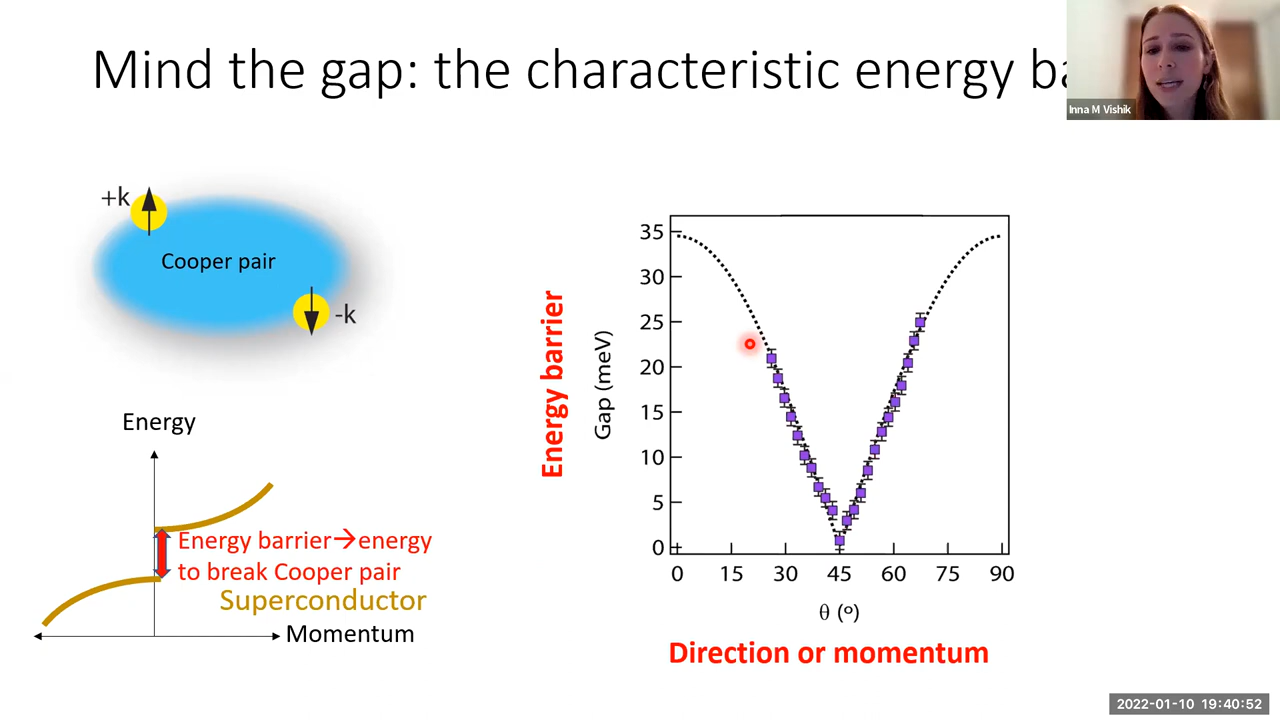 Mind the gap: the characteristic energy
Inna M Vishik
+k
Cooper pair
-k
Energy
Energy barrier→energy
to break Cooper pair
Superconductor
Momentum
Energy barrier
Gap (meV)
35
30
25
20
15
10
5
0
0 15 30 45 60 75 90
θ (°)
Direction or momentum
2022-01-10 19:40:52